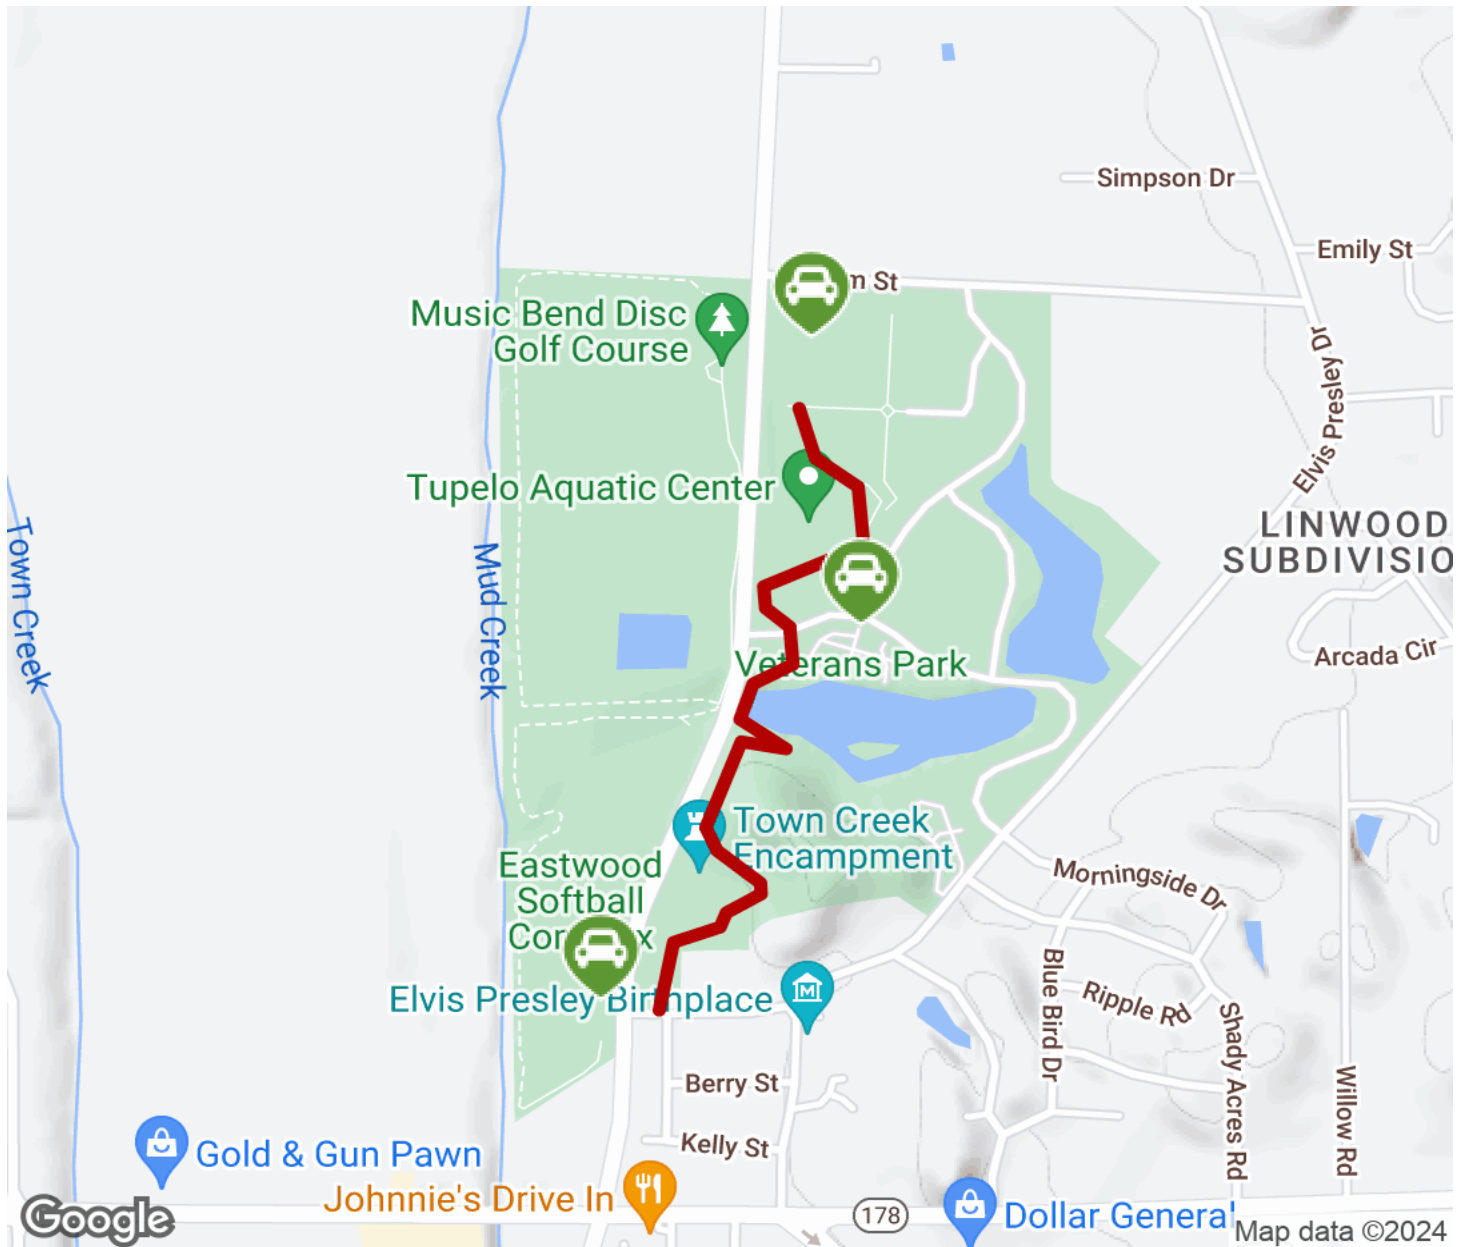 Simpson Dr
Emily St
m St
Music Bend Disc
Golf Course
Elvis Presley Dr
Tupelo Aquatic Center
LINWOOD
SUBDIVISIO
Town Creek
Mud Creek
Arcada Cir
Veterans Park
Town Creek
Encampment
Eastwood
Softball
Cor x
Morningside Dr
Elvis Presley Birthplace
M
Blue Bird Dr
Ripple Rd
Shady Acres Rd
Willow Rd
Berry St
Kelly St
Gold & Gun Pawn
Johnnie's Drive In
178
Dollar General
Google
Map data ©2024